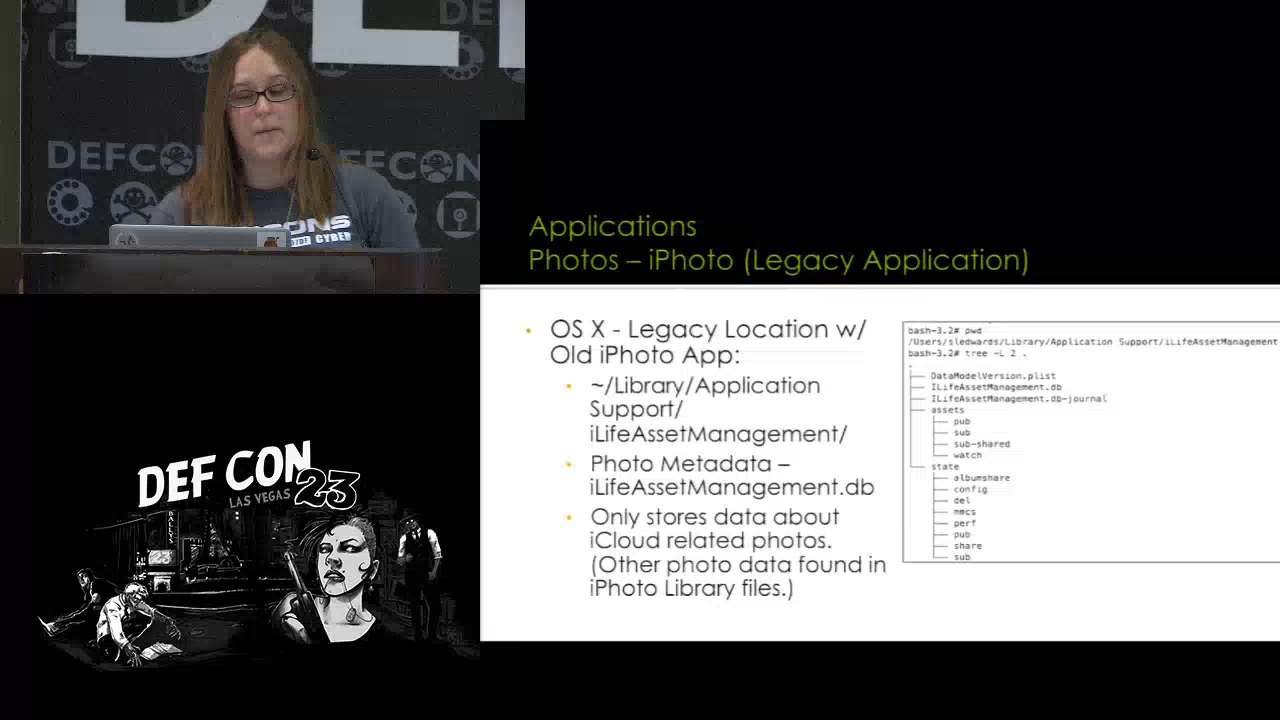 DEFCON
DEFCON
Applications
Photos – iPhoto (Legacy Application)
• OS X - Legacy Location w/
Old iPhoto App:
• ~/Library/Application
Support/
iLifeAssetManagement/
• Photo Metadata –
iLifeAssetManagement.db
• Only stores data about
iCloud related photos.
(Other photo data found in
iPhoto Library files.)
bash-3.2# pwd
/Users/sledwards/Library/Application Support/iLifeAssetManagement
bash-3.2# tree -L 2 .
.
├── DataModelVersion.plist
├── ILifeAssetManagement.db
├── ILifeAssetManagement.db-journal
├── assets
├── pub
├── sub
├── sub-shared
└── watch
└── state
├── albumshare
├── config
├── del
├── mmcs
├── perf
├── pub
├── share
└── sub
DEF CON
LAS VEGAS 23
BALLYS
23